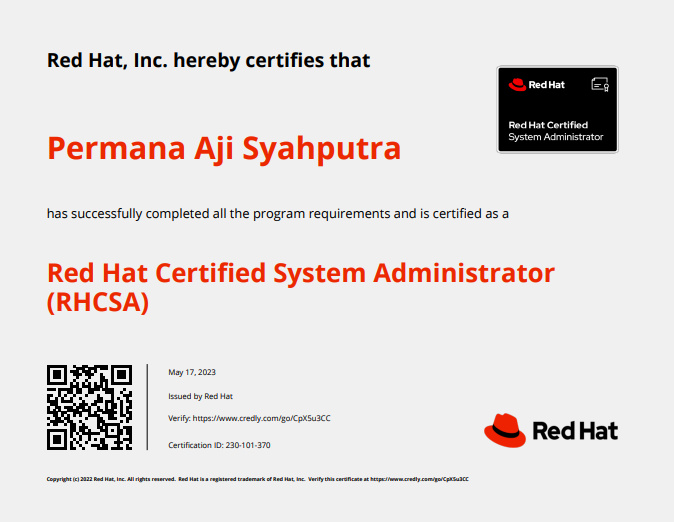 Red Hat, Inc. hereby certifies that
Red Hat
Red Hat Certified
System Administrator
Permana Aji Syahputra
has successfully completed all the program requirements and is certified as a
Red Hat Certified System Administrator
(RHCSA)
May 17, 2023
Issued by Red Hat
Verify: https://www.credly.com/go/CpX5u3CC
Certification ID: 230-101-370
Red Hat
Copyright (c) 2022 Red Hat, Inc. All rights reserved. Red Hat is a registered trademark of Red Hat, Inc. Verify this certificate at https://www.credly.com/go/CpX5u3CC